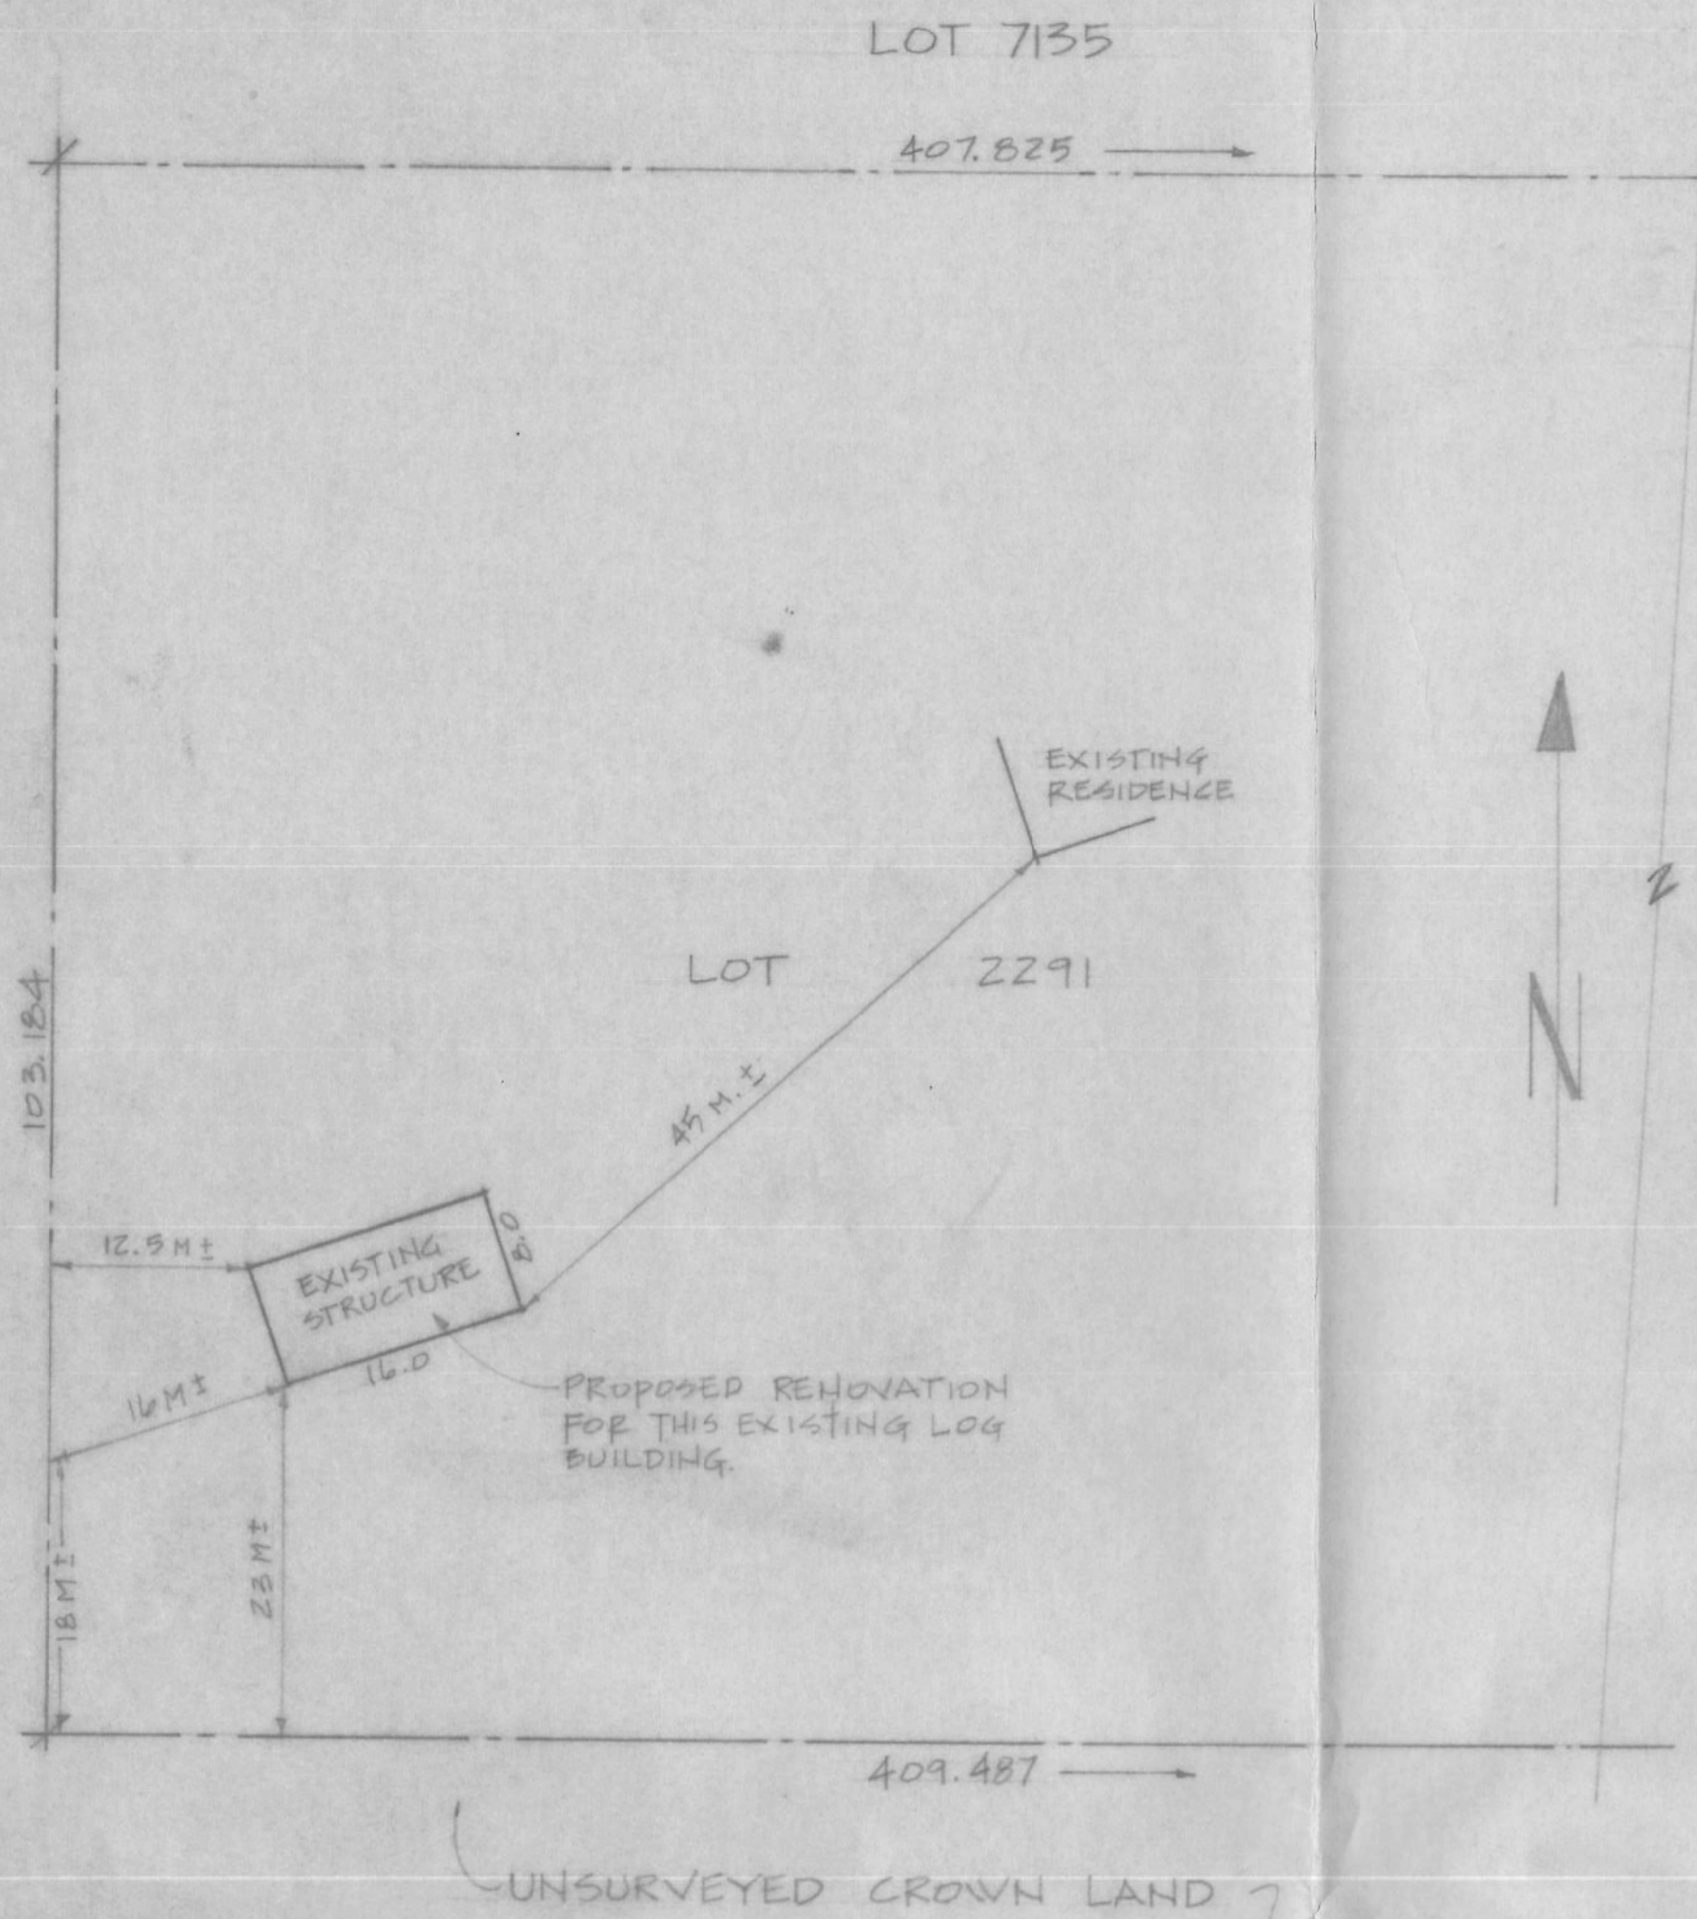 LOT 7135
407.825
EXISTING
RESIDENCE
N
LOT 2291
103.184
45 M. ±
12.5 M ±
EXISTING
STRUCTURE
8.0
16.0
16 M ±
PROPOSED RENOVATION
FOR THIS EXISTING LOG
BUILDING.
18 M ±
23 M ±
409.487
UNSURVEYED CROWN LAND